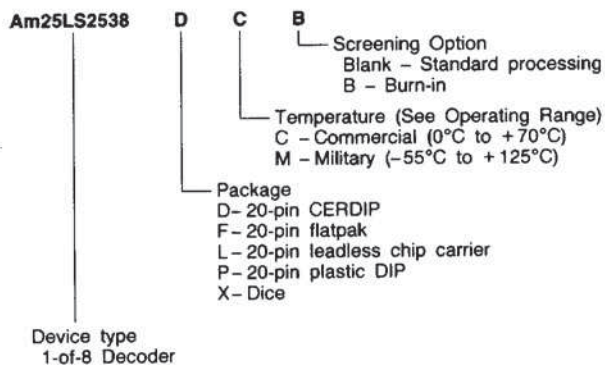 Am25LS2538 D C B
Screening Option
Blank – Standard processing
B – Burn-in
Temperature (See Operating Range)
C – Commercial (0°C to +70°C)
M – Military (–55°C to +125°C)
Package
D – 20-pin CERDIP
F – 20-pin flatpak
L – 20-pin leadless chip carrier
P – 20-pin plastic DIP
X – Dice
Device type
1-of-8 Decoder